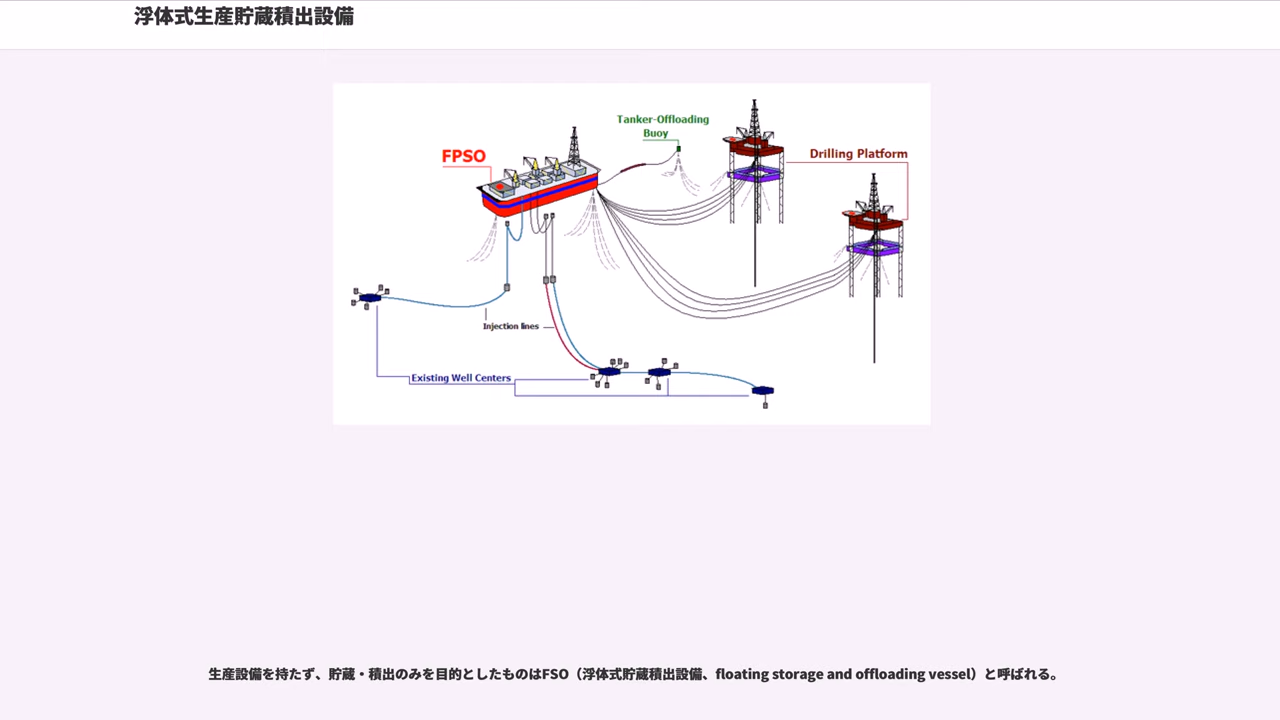 浮体式生産貯蔵積出設備
Tanker-Offloading
Buoy
FPSO
Drilling Platform
Injection lines
Existing Well Centers
生産設備を持たず、貯蔵・積出のみを目的としたものはFSO（浮体式貯蔵積出設備、floating storage and offloading vessel）と呼ばれる。